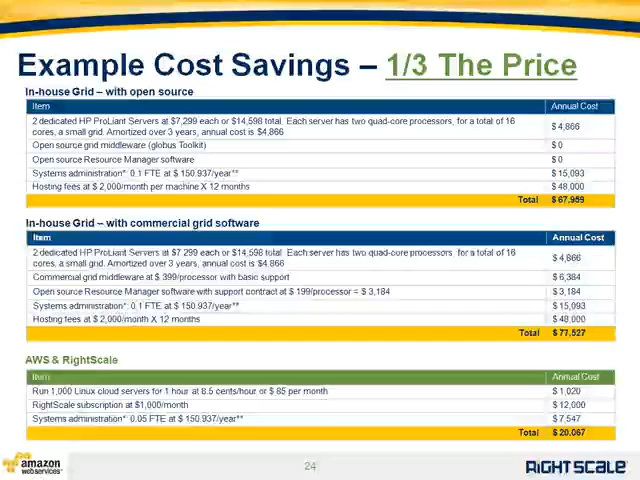 Example Cost Savings – 1/3 The Price
In-house Grid – with open source
Item Annual Cost
2 dedicated HP ProLiant Servers at $7,299 each or $14,598 total. Each server has two quad-core processors, for a total of 16
cores, a small grid. Amortized over 3 years, annual cost is $4,866
$ 4,866
Open source grid middleware (globus Toolkit) $ 0
Open source Resource Manager software $ 0
Systems administration*: 0.1 FTE at $ 150,937/year** $ 15,093
Hosting fees at $ 2,000/month per machine X 12 months $ 48,000
Total $ 67,959
In-house Grid – with commercial grid software
Item Annual Cost
2 dedicated HP ProLiant Servers at $7,299 each or $14,598 total. Each server has two quad-core processors, for a total of 16
cores, a small grid. Amortized over 3 years, annual cost is $4,866
$ 4,866
Commercial grid middleware at $ 399/processor with basic support $ 6,384
Open source Resource Manager software with support contract at $ 199/processor = $ 3,184 $ 3,184
Systems administration*: 0.1 FTE at $ 150,937/year** $ 15,093
Hosting fees at $ 2,000/month X 12 months $ 48,000
Total $ 77,527
AWS & RightScale
Item Annual Cost
Run 1,000 Linux cloud servers for 1 hour at 8.5 cents/hour or $ 85 per month $ 1,020
RightScale subscription at $1,000/month $ 12,000
Systems administration*: 0.05 FTE at $ 150,937/year** $ 7,547
Total $ 20,067
amazon
webservices
24
RIGHTSCALE